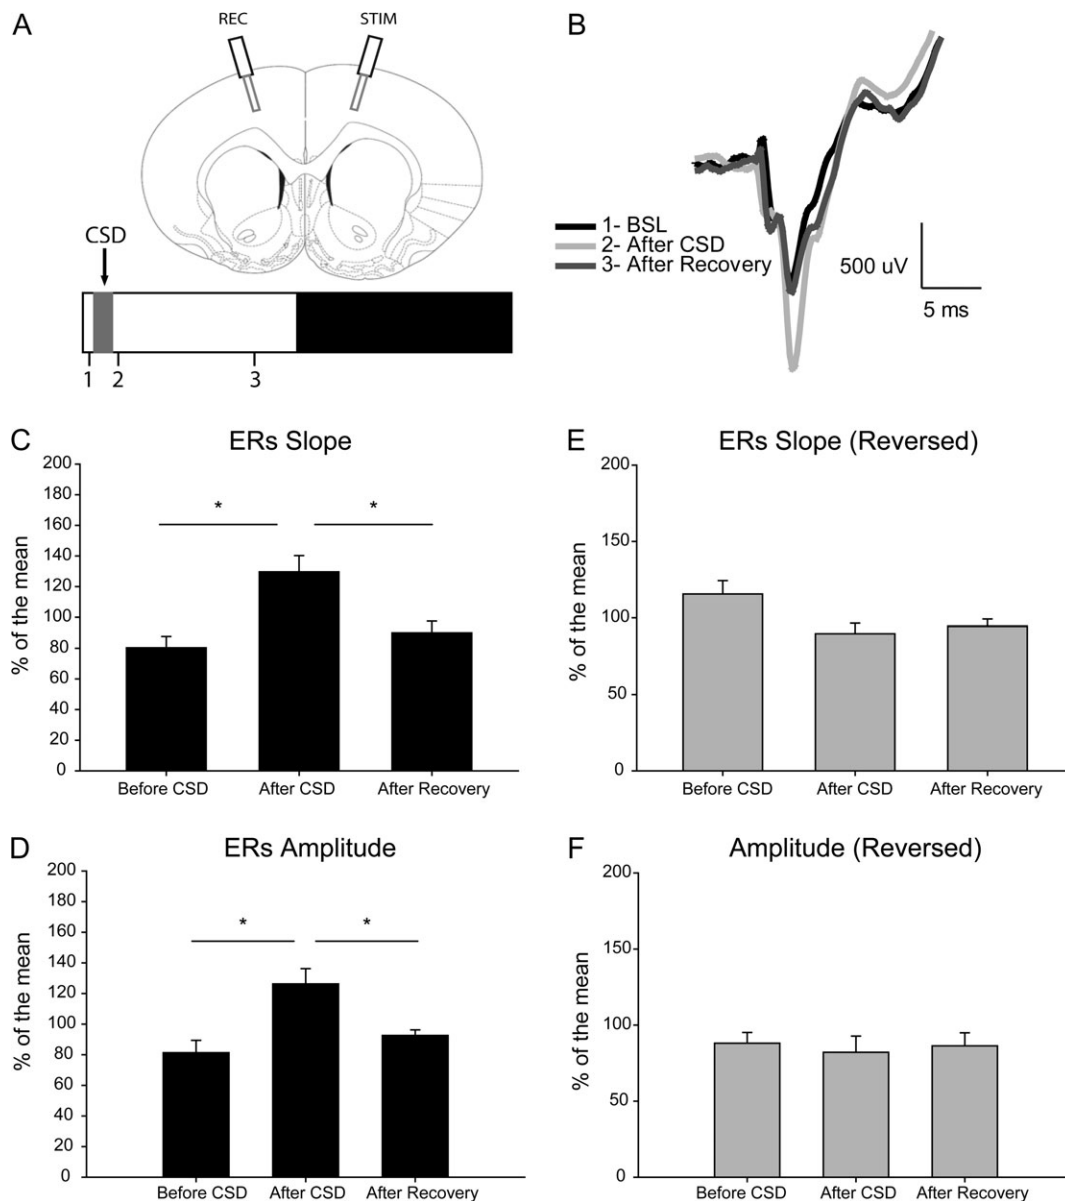 A
REC
STIM
CSD
1
2
3
B
1- BSL
2- After CSD
3- After Recovery
500 uV
5 ms
C
ERs Slope
% of the mean
200
180
160
140
120
100
80
60
40
20
0
*
*
Before CSD
After CSD
After Recovery
E
ERs Slope (Reversed)
% of the mean
200
150
100
50
0
Before CSD
After CSD
After Recovery
D
ERs Amplitude
% of the mean
200
180
160
140
120
100
80
60
40
20
0
*
*
Before CSD
After CSD
After Recovery
F
Amplitude (Reversed)
% of the mean
200
150
100
50
0
Before CSD
After CSD
After Recovery